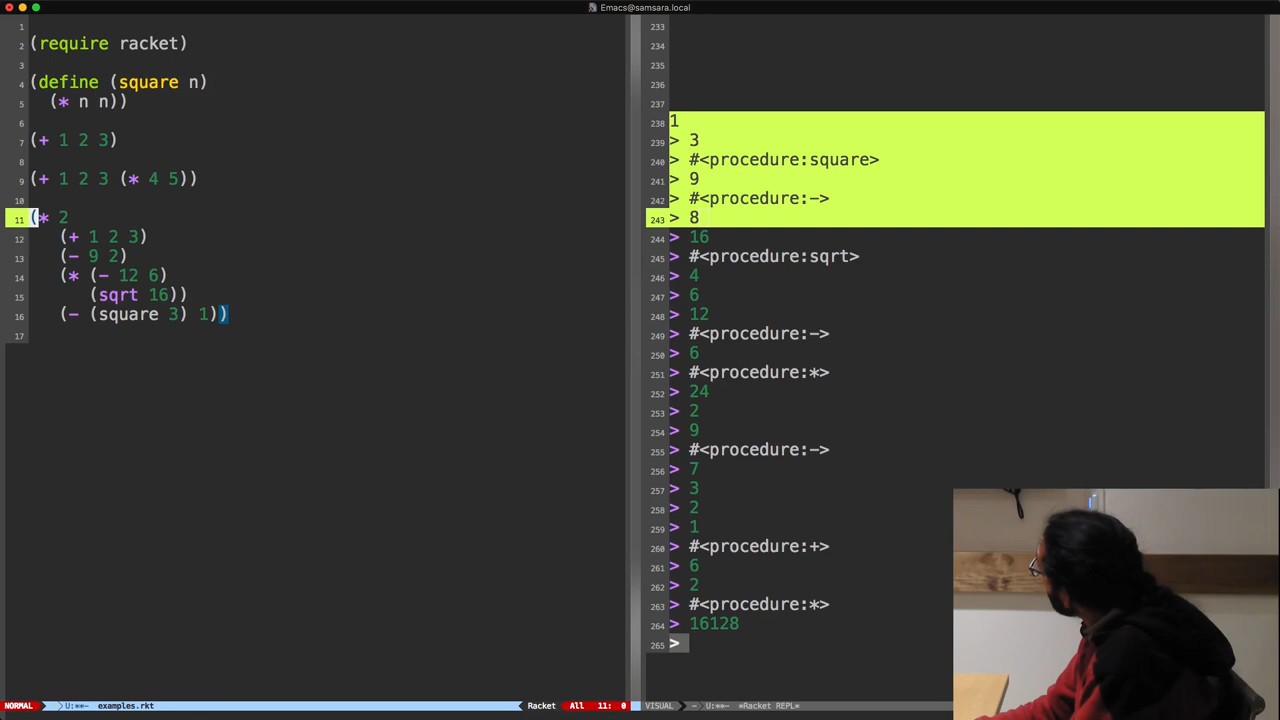 Emacs@samsara.local
1
2 (require racket)
3
4 (define (square n)
5 (* n n))
6
7 (+ 1 2 3)
8
9 (+ 1 2 3 (* 4 5))
10
11 (* 2
12 (+ 1 2 3)
13 (- 9 2)
14 (* (- 12 6)
15 (sqrt 16))
16 (- (square 3) 1))
17
NORMAL U:**- examples.rkt Racket All 11: 0
233
234
235
236
237
238 1
239 > 3
240 > #<procedure:square>
241 > 9
242 > #<procedure:->
243 > 8
244 > 16
245 > #<procedure:sqrt>
246 > 4
247 > 6
248 > 12
249 > #<procedure:->
250 > 6
251 > #<procedure:*>
252 > 24
253 > 2
254 > 9
255 > #<procedure:->
256 > 7
257 > 3
258 > 2
259 > 1
260 > #<procedure:+>
261 > 6
262 > 2
263 > #<procedure:*>
264 > 16128
265 >
VISUAL - U:**- *Racket REPL*